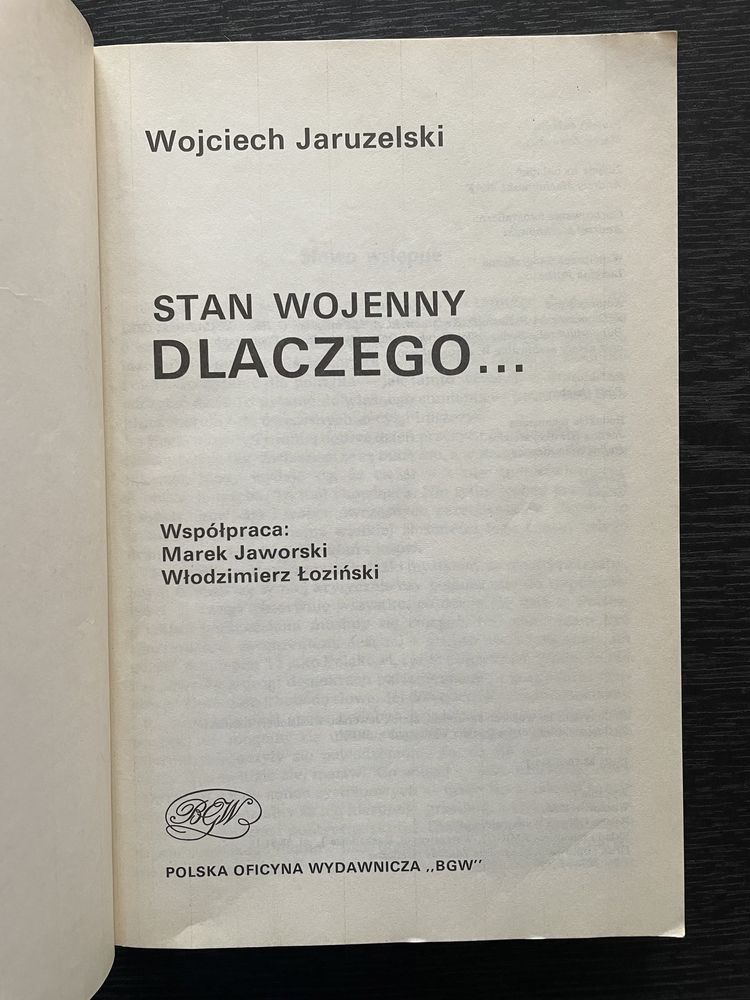 Wojciech Jaruzelski
STAN WOJENNY
DLACZEGO...
Współpraca:
Marek Jaworski
Włodzimierz Łoziński
BGW
POLSKA OFICYNA WYDAWNICZA „BGW"